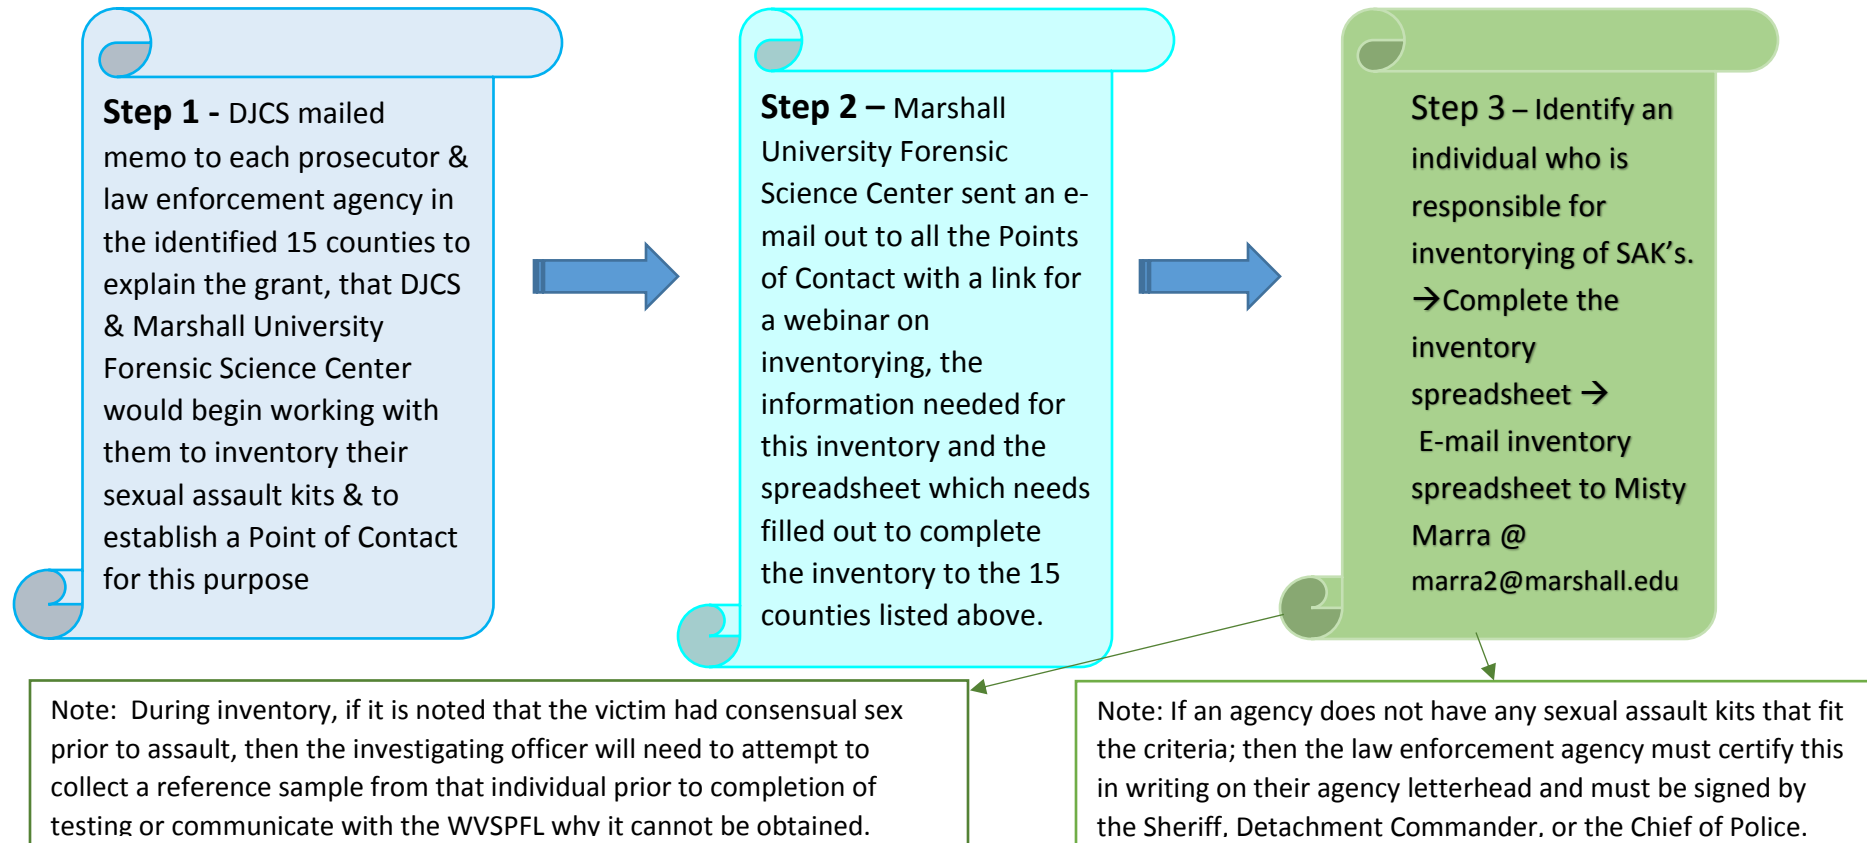 Step 1 - DJCS mailed
memo to each prosecutor &
law enforcement agency in
the identified 15 counties to
explain the grant, that DJCS
& Marshall University
Forensic Science Center
would begin working with
them to inventory their
sexual assault kits & to
establish a Point of Contact
for this purpose
Step 2 – Marshall
University Forensic
Science Center sent an e-
mail out to all the Points
of Contact with a link for
a webinar on
inventorying, the
information needed for
this inventory and the
spreadsheet which needs
filled out to complete
the inventory to the 15
counties listed above.
Step 3 – Identify an
individual who is
responsible for
inventorying of SAK's.
→Complete the
inventory
spreadsheet →
E-mail inventory
spreadsheet to Misty
Marra @
marra2@marshall.edu
Note: During inventory, if it is noted that the victim had consensual sex
prior to assault, then the investigating officer will need to attempt to
collect a reference sample from that individual prior to completion of
testing or communicate with the WVSPFL why it cannot be obtained.
Note: If an agency does not have any sexual assault kits that fit
the criteria; then the law enforcement agency must certify this
in writing on their agency letterhead and must be signed by
the Sheriff, Detachment Commander, or the Chief of Police.